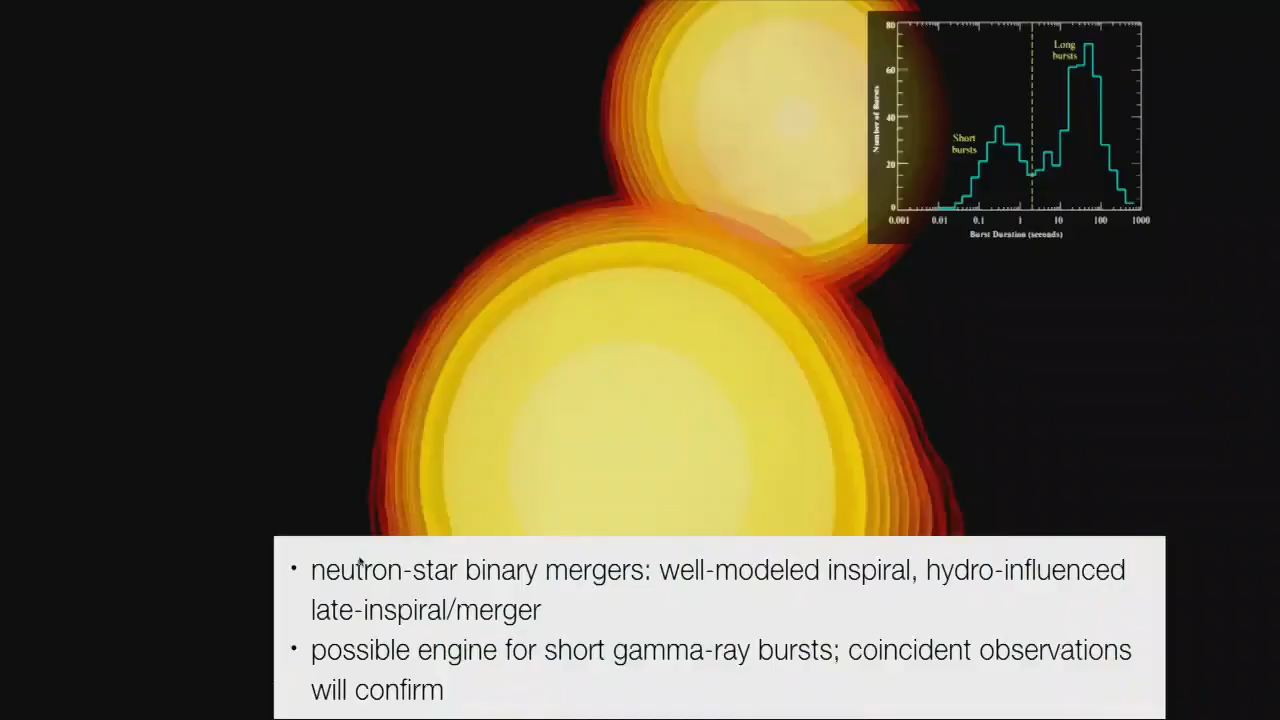 80
60
40
20
0
Number of Bursts
Short
bursts
Long
bursts
0.001 0.01 0.1 1 10 100 1000
Burst Duration (seconds)
• neutron-star binary mergers: well-modeled inspiral, hydro-influenced
late-inspiral/merger
• possible engine for short gamma-ray bursts; coincident observations
will confirm